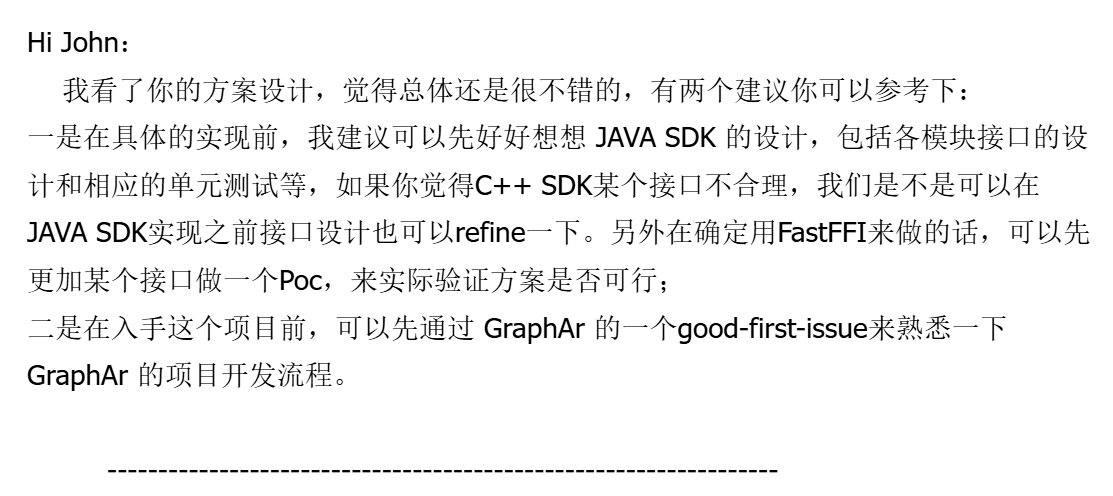 Hi John：
我看了你的方案设计，觉得总体还是很不错的，有两个建议你可以参考下：
一是在具体的实现前，我建议可以先好好想想 JAVA SDK 的设计，包括各模块接口的设
计和相应的单元测试等，如果你觉得C++ SDK某个接口不合理，我们是不是可以在
JAVA SDK实现之前接口设计也可以refine一下。另外在确定用FastFFI来做的话，可以先
更加某个接口做一个Poc，来实际验证方案是否可行；
二是在入手这个项目前，可以先通过 GraphAr 的一个good-first-issue来熟悉一下
GraphAr 的项目开发流程。
-------------------------------------------------------------------